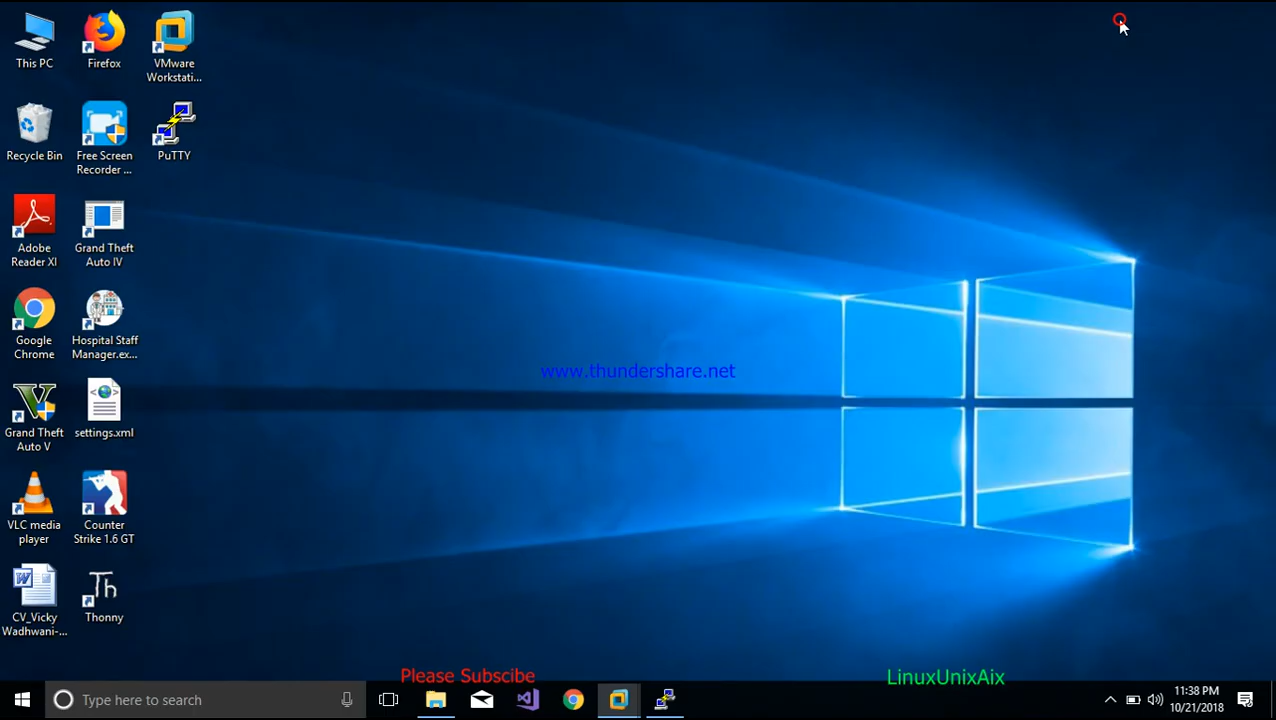 This PC
Firefox
VMware
Workstati...
Recycle Bin
Free Screen
Recorder ...
PuTTY
Adobe
Reader XI
Grand Theft
Auto IV
Google
Chrome
Hospital Staff
Manager.ex...
www.thundershare.net
Grand Theft
Auto V
settings.xml
VLC media
player
Counter
Strike 1.6 GT
CV_Vicky
Wadhwani-...
Th
Thonny
Please Subscibe
LinuxUnixAix
Type here to search
11:38 PM
10/21/2018